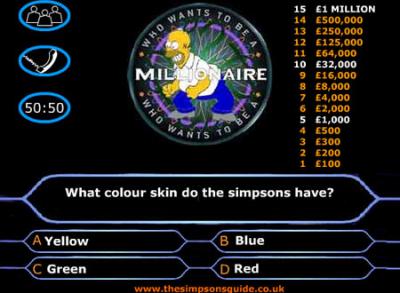 WHO WANTS TO BE A
MILLIONAIRE
WHO WANTS TO BE A
50:50
15 £1 MILLION
14 £500,000
13 £250,000
12 £125,000
11 £64,000
10 £32,000
9 £16,000
8 £8,000
7 £4,000
6 £2,000
5 £1,000
4 £500
3 £300
2 £200
1 £100
What colour skin do the simpsons have?
A Yellow
B Blue
C Green
D Red
www.thesimpsonsguide.co.uk